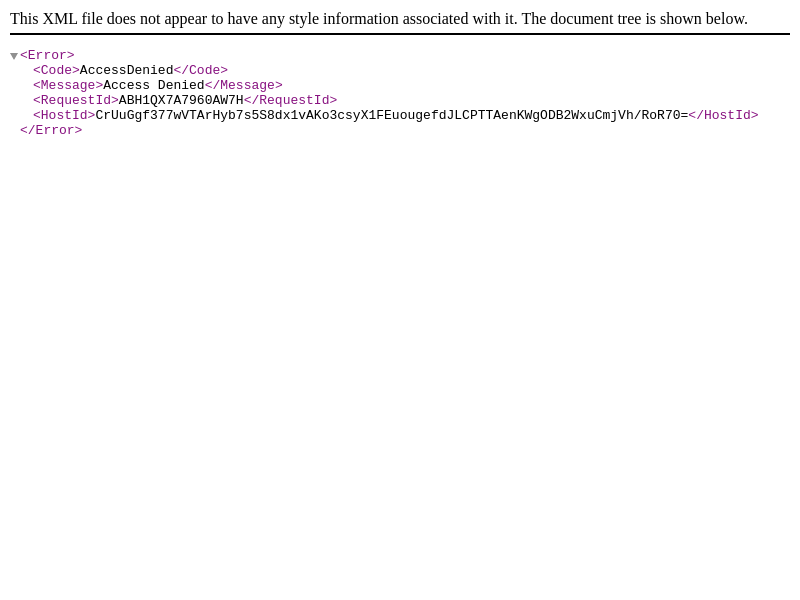 This XML file does not appear to have any style information associated with it. The document tree is shown below.
<Error>
<Code>AccessDenied</Code>
<Message>Access Denied</Message>
<RequestId>ABH1QX7A7960AW7H</RequestId>
<HostId>CrUuGgf377wVTArHyb7s5S8dx1vAKo3csyX1FEuougefdJLCPTTAenKWgODB2WxuCmjVh/RoR70=</HostId>
</Error>